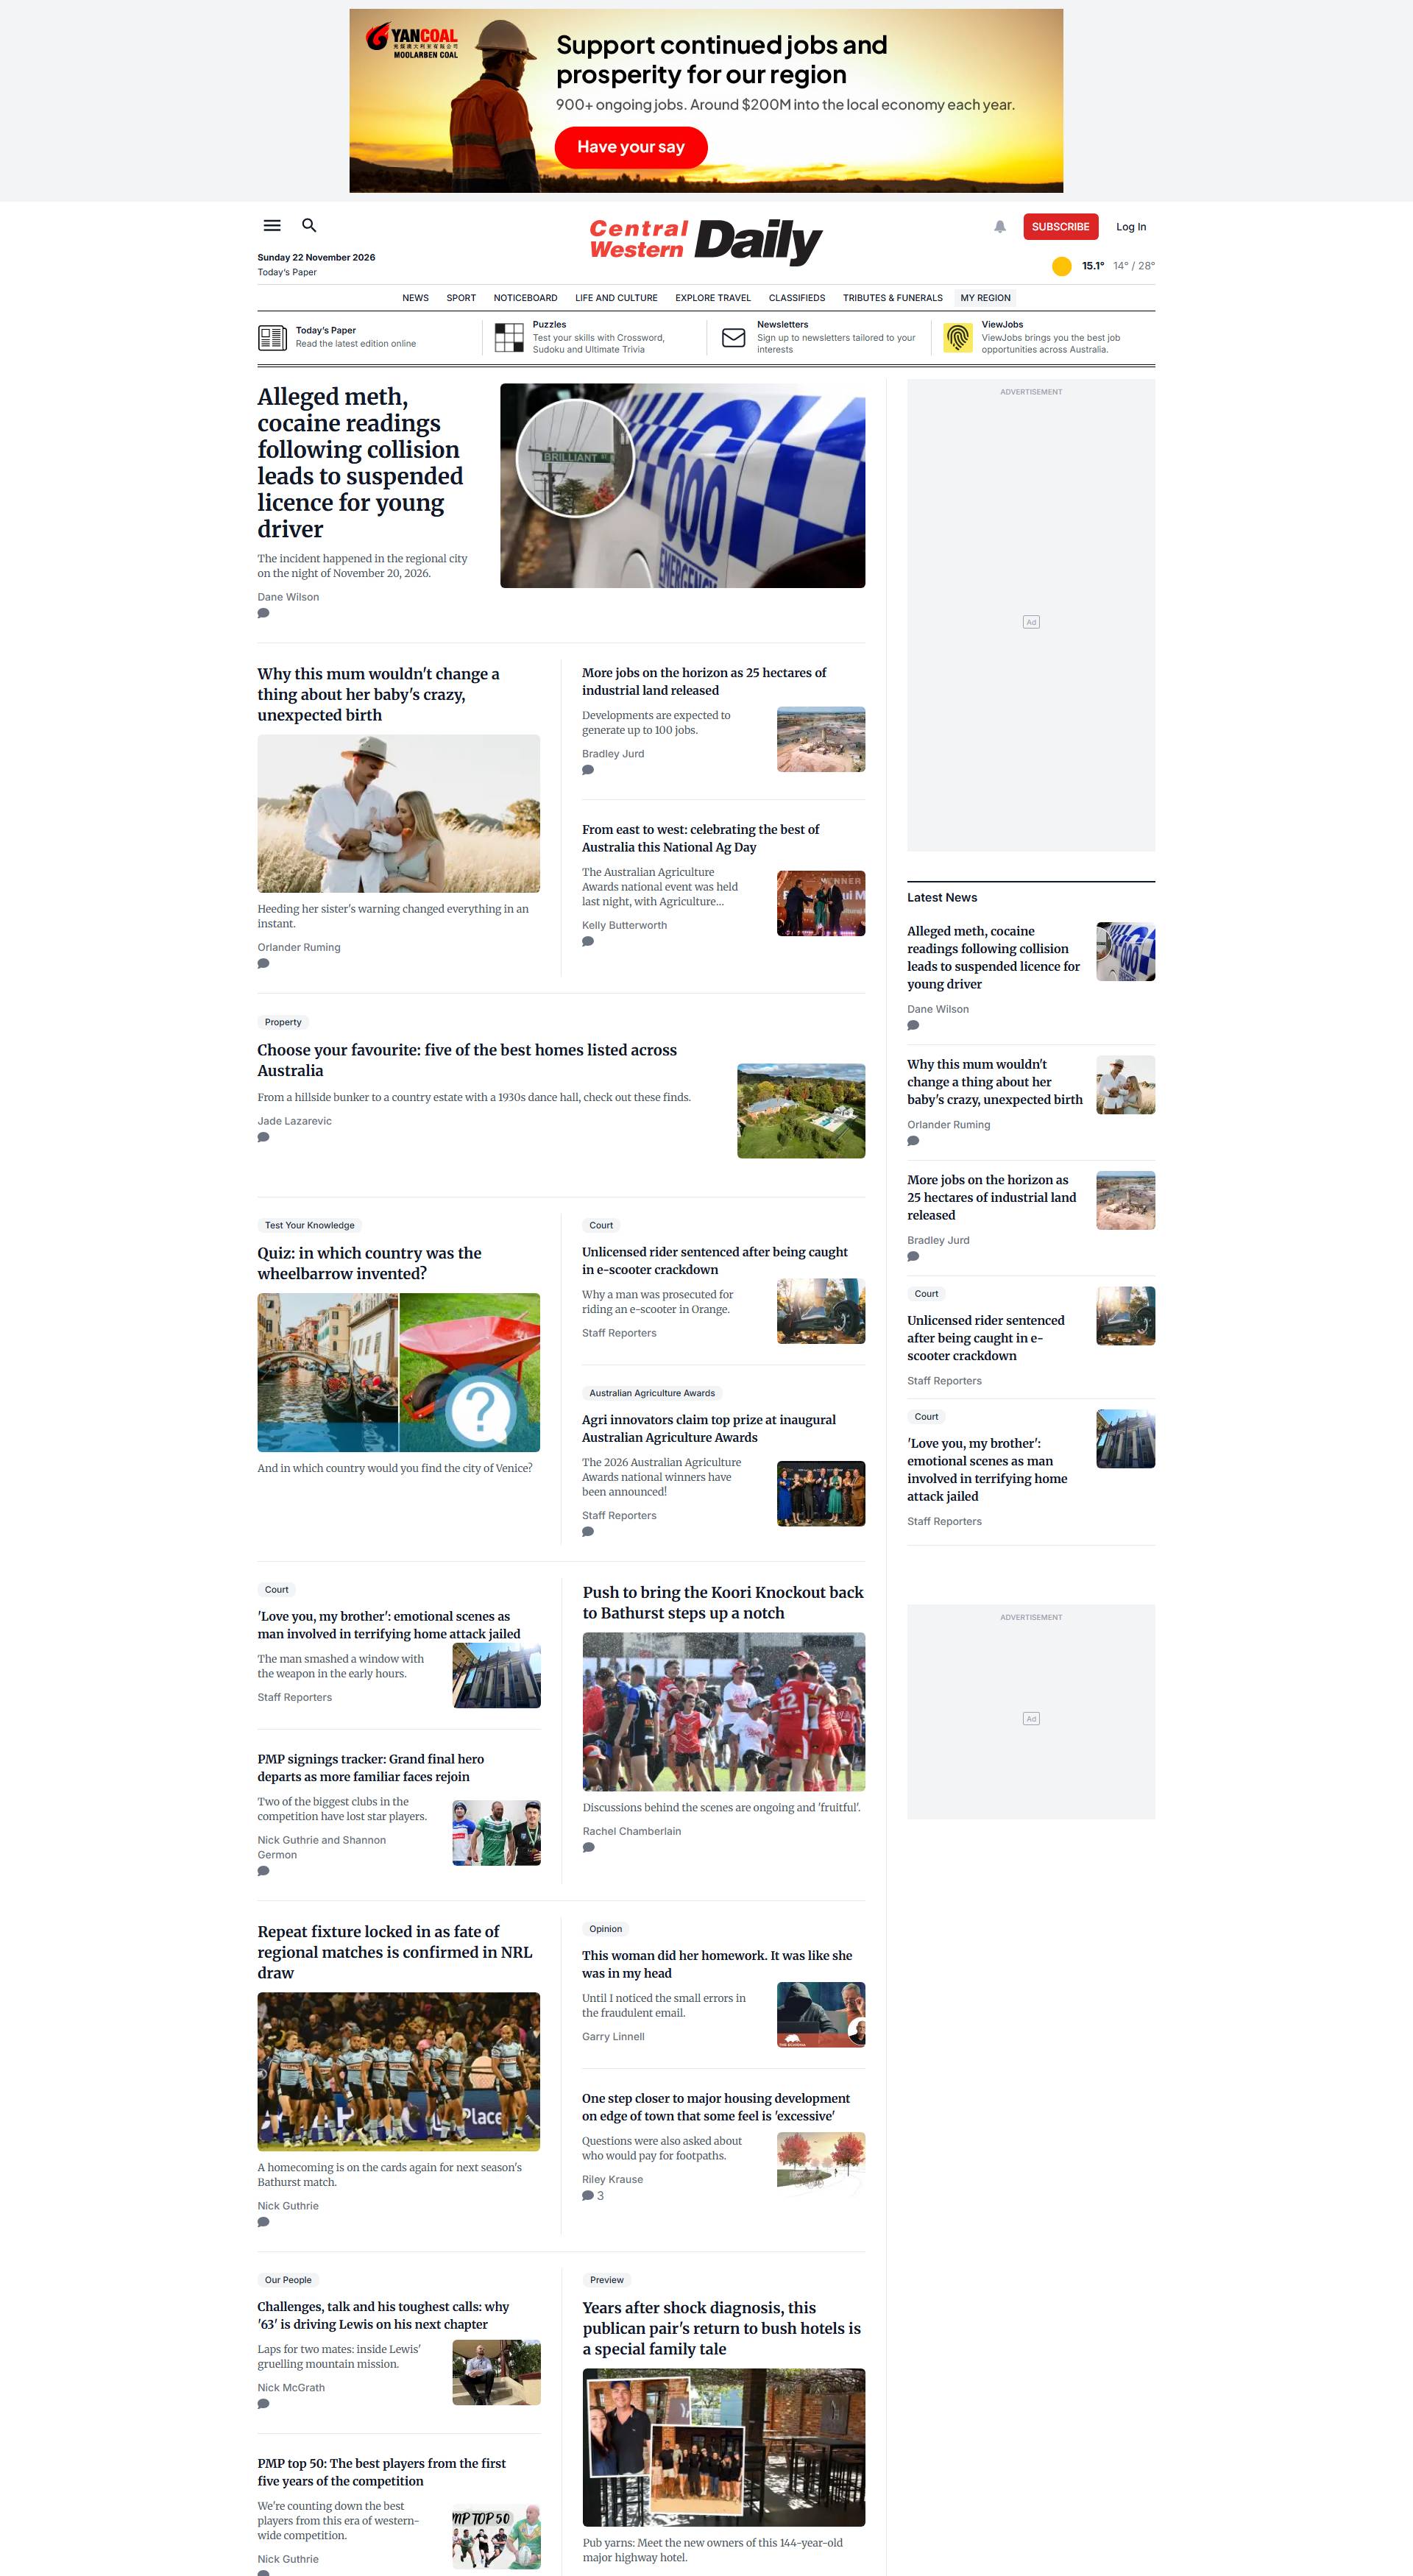 YANCOAL
MOOLARBEN COAL
Support continued jobs and
prosperity for our region
900+ ongoing jobs. Around $200M into the local economy each year.
Have your say
Central
Western
Daily
SUBSCRIBE
Log In
Sunday 22 November 2026
Today's Paper
15.1° 14° / 28°
NEWS SPORT NOTICEBOARD LIFE AND CULTURE EXPLORE TRAVEL CLASSIFIEDS TRIBUTES & FUNERALS MY REGION
Today's Paper
Read the latest edition online
Puzzles
Test your skills with Crossword,
Sudoku and Ultimate Trivia
Newsletters
Sign up to newsletters tailored to your
interests
ViewJobs
ViewJobs brings you the best job
opportunities across Australia.
Alleged meth,
cocaine readings
following collision
leads to suspended
licence for young
driver
The incident happened in the regional city
on the night of November 20, 2026.
Dane Wilson
BRILLIANT ST
000
EMERGENCY
Why this mum wouldn't change a
thing about her baby's crazy,
unexpected birth
Heeding her sister's warning changed everything in an
instant.
Orlander Ruming
More jobs on the horizon as 25 hectares of
industrial land released
Developments are expected to
generate up to 100 jobs.
Bradley Jurd
From east to west: celebrating the best of
Australia this National Ag Day
The Australian Agriculture
Awards national event was held
last night, with Agriculture...
Kelly Butterworth
Property
Choose your favourite: five of the best homes listed across
Australia
From a hillside bunker to a country estate with a 1930s dance hall, check out these finds.
Jade Lazarevic
Test Your Knowledge
Quiz: in which country was the
wheelbarrow invented?
?
And in which country would you find the city of Venice?
Court
Unlicensed rider sentenced after being caught
in e-scooter crackdown
Why a man was prosecuted for
riding an e-scooter in Orange.
Staff Reporters
Australian Agriculture Awards
Agri innovators claim top prize at inaugural
Australian Agriculture Awards
The 2026 Australian Agriculture
Awards national winners have
been announced!
Staff Reporters
Court
'Love you, my brother': emotional scenes as
man involved in terrifying home attack jailed
The man smashed a window with
the weapon in the early hours.
Staff Reporters
PMP signings tracker: Grand final hero
departs as more familiar faces rejoin
Two of the biggest clubs in the
competition have lost star players.
Nick Guthrie and Shannon
Germon
Push to bring the Koori Knockout back
to Bathurst steps up a notch
12
Discussions behind the scenes are ongoing and 'fruitful'.
Rachel Chamberlain
Repeat fixture locked in as fate of
regional matches is confirmed in NRL
draw
Place
A homecoming is on the cards again for next season's
Bathurst match.
Nick Guthrie
Opinion
This woman did her homework. It was like she
was in my head
Until I noticed the small errors in
the fraudulent email.
Garry Linnell
THE ECHIDNA
One step closer to major housing development
on edge of town that some feel is 'excessive'
Questions were also asked about
who would pay for footpaths.
Riley Krause
3
Our People
Challenges, talk and his toughest calls: why
'63' is driving Lewis on his next chapter
Laps for two mates: inside Lewis'
gruelling mountain mission.
Nick McGrath
PMP top 50: The best players from the first
five years of the competition
We're counting down the best
players from this era of western-
wide competition.
MP TOP 50
Nick Guthrie
Preview
Years after shock diagnosis, this
publican pair's return to bush hotels is
a special family tale
Pub yarns: Meet the new owners of this 144-year-old
major highway hotel.
ADVERTISEMENT
Ad
Latest News
Alleged meth, cocaine
readings following collision
leads to suspended licence for
young driver
Dane Wilson
Why this mum wouldn't
change a thing about her
baby's crazy, unexpected birth
Orlander Ruming
More jobs on the horizon as
25 hectares of industrial land
released
Bradley Jurd
Court
Unlicensed rider sentenced
after being caught in e-
scooter crackdown
Staff Reporters
Court
'Love you, my brother':
emotional scenes as man
involved in terrifying home
attack jailed
Staff Reporters
ADVERTISEMENT
Ad